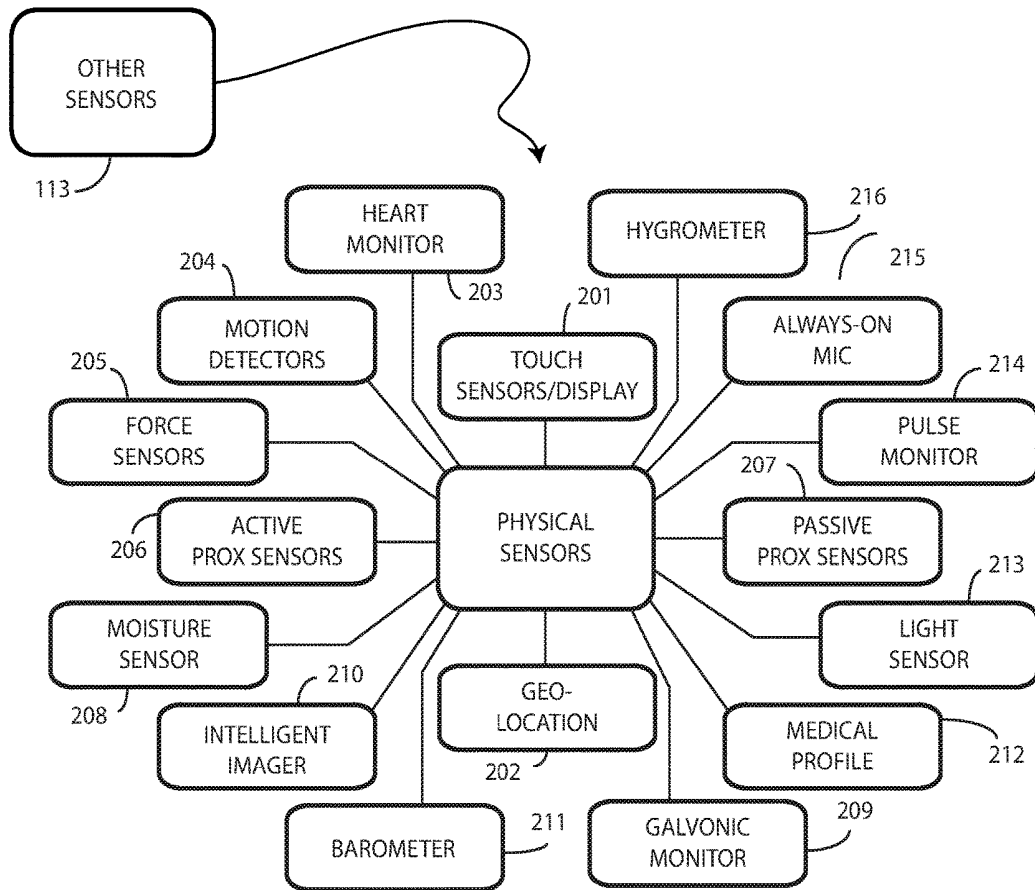 OTHER
SENSORS
113
HEART
MONITOR
203
HYGROMETER
216
215
204
MOTION
DETECTORS
201
TOUCH
SENSORS/DISPLAY
ALWAYS-ON
MIC
205
FORCE
SENSORS
214
PULSE
MONITOR
206
ACTIVE
PROX SENSORS
PHYSICAL
SENSORS
207
PASSIVE
PROX SENSORS
MOISTURE
SENSOR
208
213
LIGHT
SENSOR
210
INTELLIGENT
IMAGER
GEO-
LOCATION
202
MEDICAL
PROFILE
212
BAROMETER
211
GALVONIC
MONITOR
209